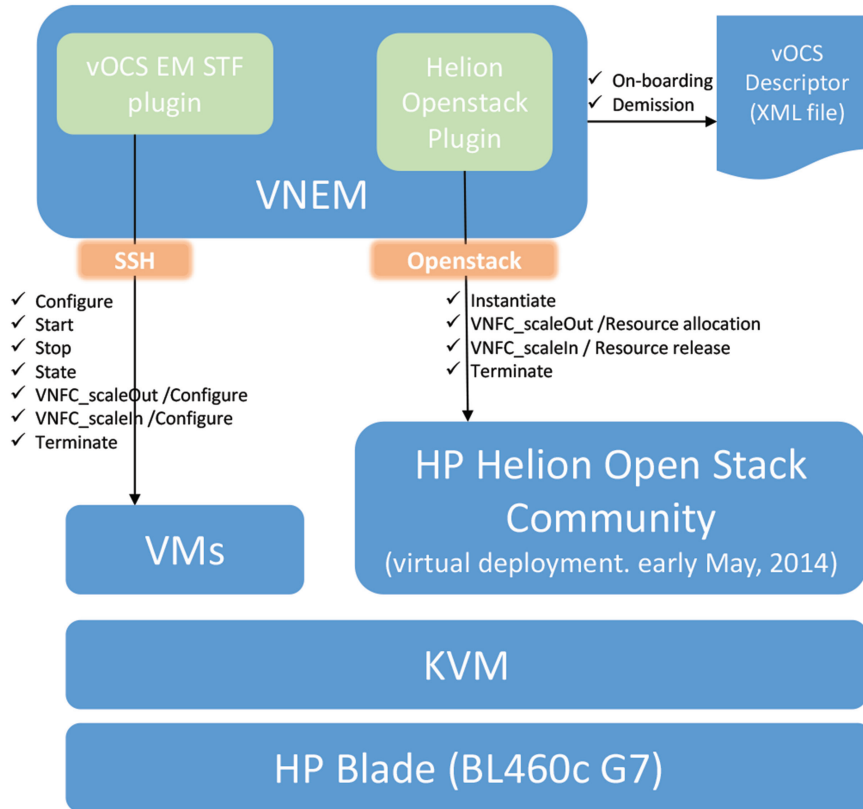 vOCS EM STF
plugin
Helion
Openstack
Plugin
VNEM
✓ On-boarding
✓ Demission
vOCS
Descriptor
(XML file)
SSH
✓ Configure
✓ Start
✓ Stop
✓ State
✓ VNFC_scaleOut /Configure
✓ VNFC_scaleIn /Configure
✓ Terminate
Openstack
✓ Instantiate
✓ VNFC_scaleOut /Resource allocation
✓ VNFC_scaleIn / Resource release
✓ Terminate
VMs
HP Helion Open Stack
Community
(virtual deployment. early May, 2014)
KVM
HP Blade (BL460c G7)